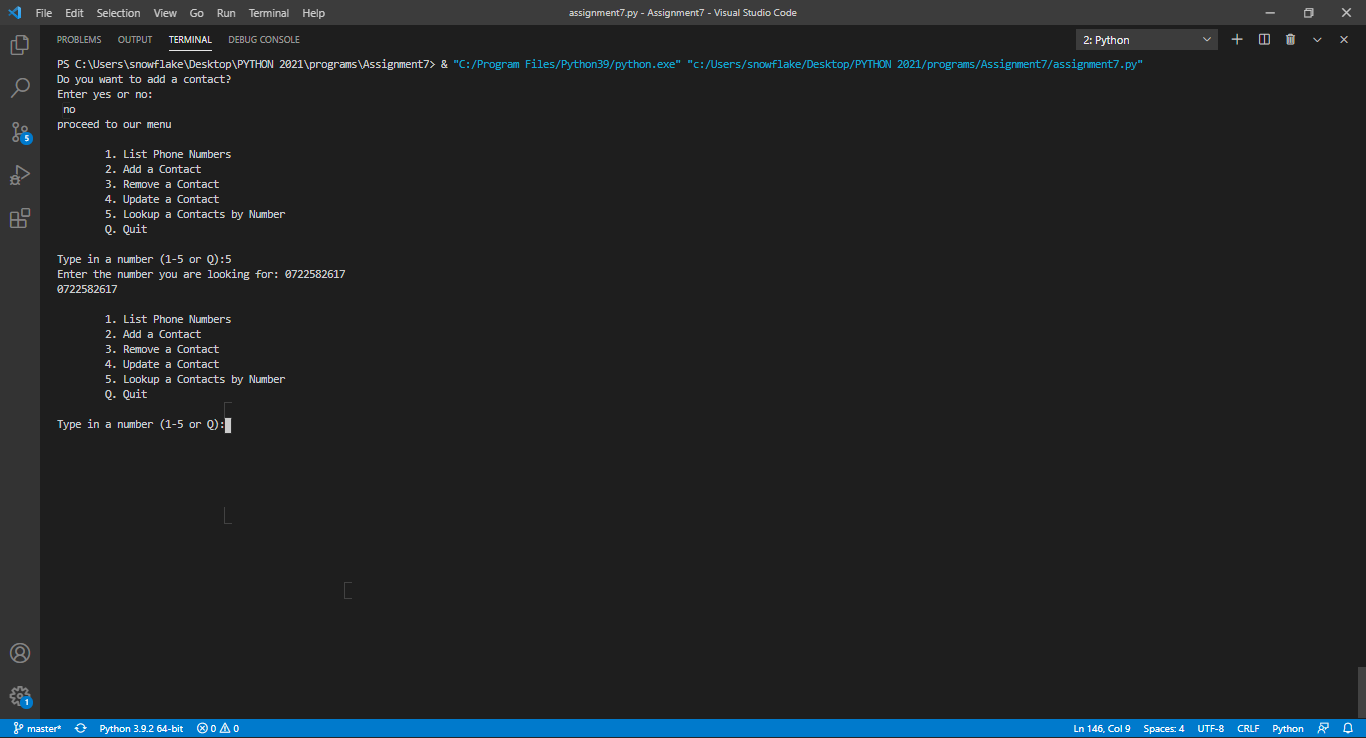 File Edit Selection View Go Run Terminal Help assignment7.py - Assignment7 - Visual Studio Code
PROBLEMS OUTPUT TERMINAL DEBUG CONSOLE 2: Python
PS C:\Users\snowflake\Desktop\PYTHON 2021\programs\Assignment7> & "C:/Program Files/Python39/python.exe" "c:/Users/snowflake/Desktop/PYTHON 2021/programs/Assignment7/assignment7.py"
Do you want to add a contact?
Enter yes or no:
no
proceed to our menu
1. List Phone Numbers
2. Add a Contact
3. Remove a Contact
4. Update a Contact
5. Lookup a Contacts by Number
Q. Quit
Type in a number (1-5 or Q):5
Enter the number you are looking for: 0722582617
0722582617
1. List Phone Numbers
2. Add a Contact
3. Remove a Contact
4. Update a Contact
5. Lookup a Contacts by Number
Q. Quit
Type in a number (1-5 or Q):
5
1
master* Python 3.9.2 64-bit 0 0 Ln 146, Col 9 Spaces: 4 UTF-8 CRLF Python